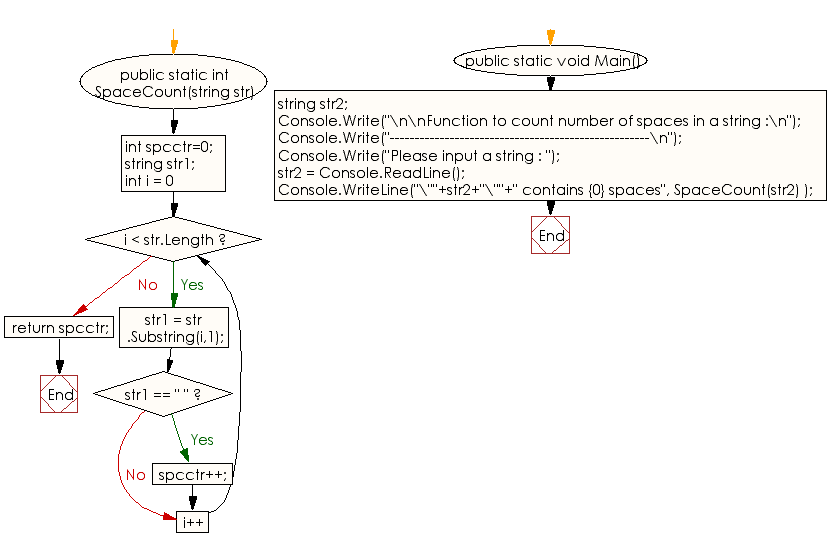 public static int
SpaceCount(string str)
int spcctr=0;
string str1;
int i = 0
i < str.Length ?
No
Yes
return spcctr;
End
str1 = str
.Substring(i,1);
str1 == " " ?
Yes
No
spcctr++;
i++
public static void Main()
string str2;
Console.Write("\n\nFunction to count number of spaces in a string :\n");
Console.Write("----------------------------------------------------\n");
Console.Write("Please input a string : ");
str2 = Console.ReadLine();
Console.WriteLine("\""+str2+"\""+" contains {0} spaces", SpaceCount(str2) );
End